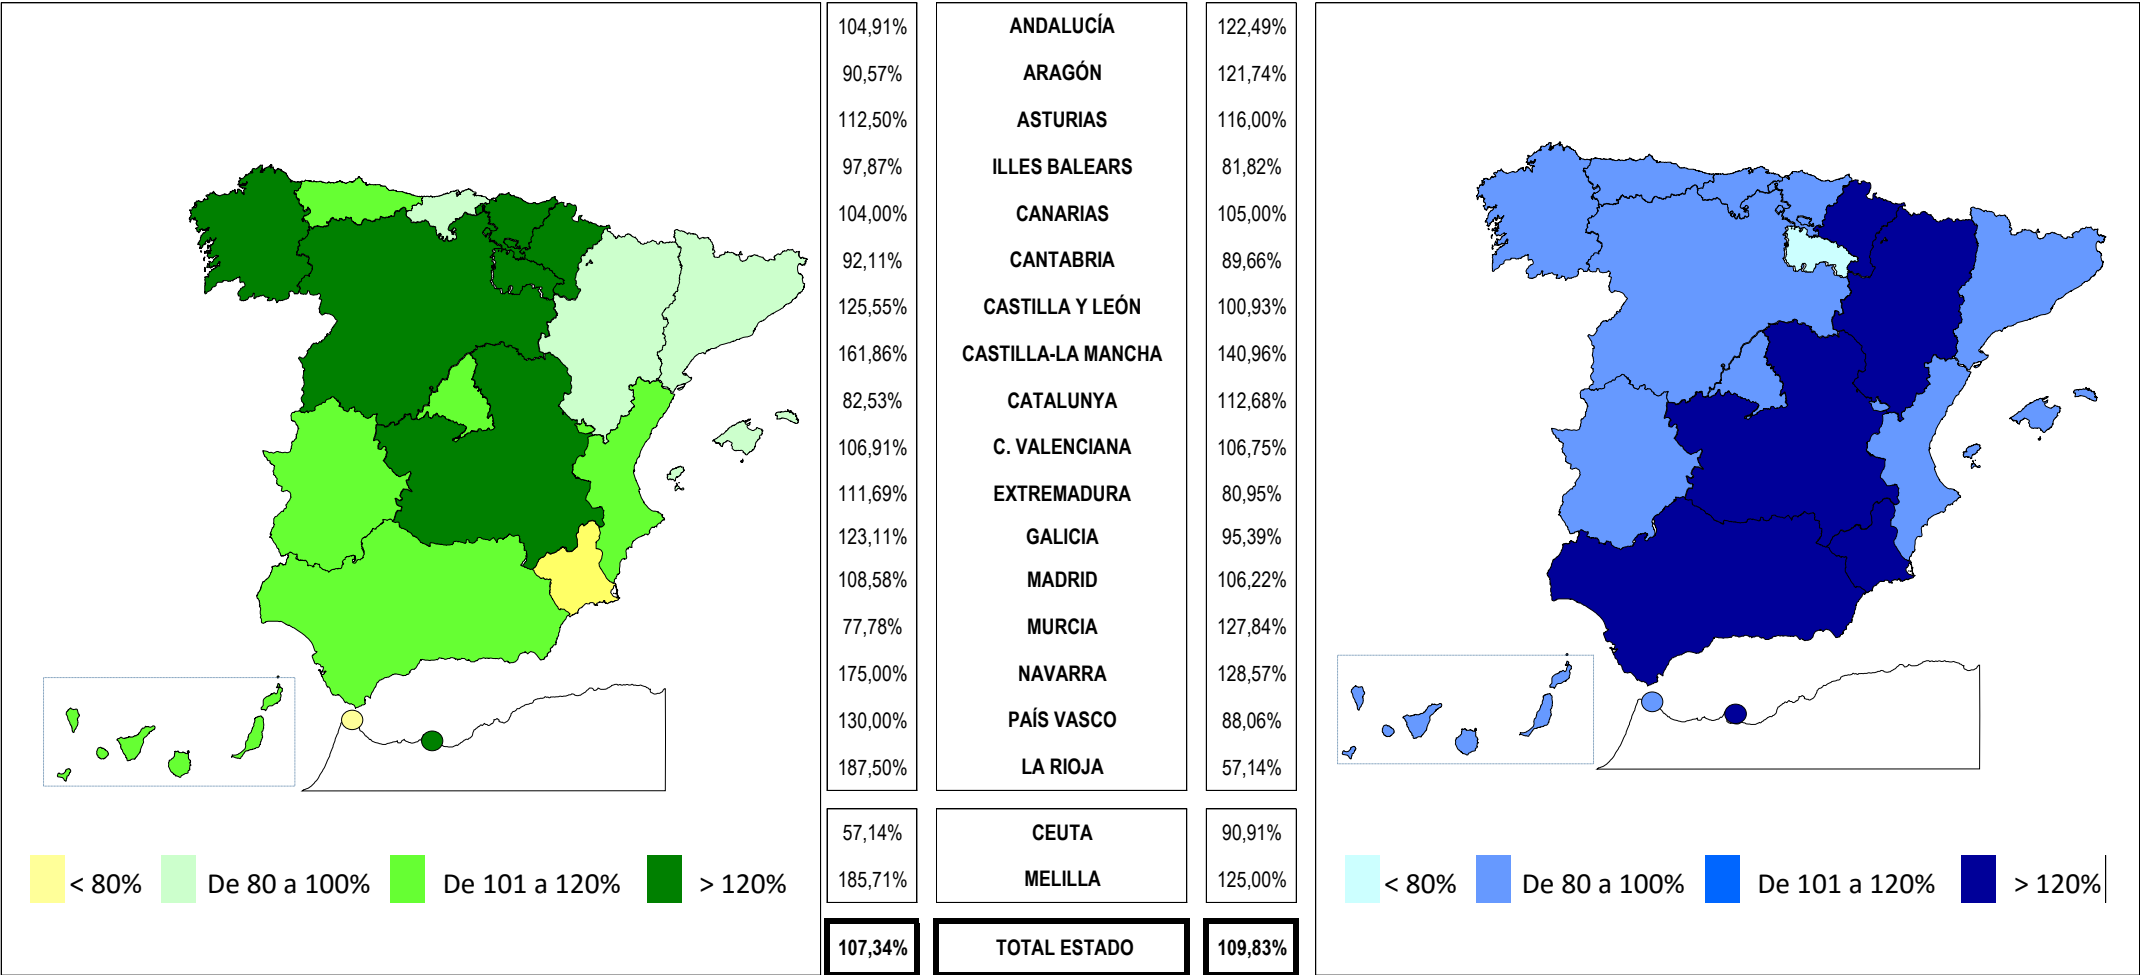 104,91% ANDALUCÍA 122,49%
90,57% ARAGÓN 121,74%
112,50% ASTURIAS 116,00%
97,87% ILLES BALEARS 81,82%
104,00% CANARIAS 105,00%
92,11% CANTABRIA 89,66%
125,55% CASTILLA Y LEÓN 100,93%
161,86% CASTILLA-LA MANCHA 140,96%
82,53% CATALUNYA 112,68%
106,91% C. VALENCIANA 106,75%
111,69% EXTREMADURA 80,95%
123,11% GALICIA 95,39%
108,58% MADRID 106,22%
77,78% MURCIA 127,84%
175,00% NAVARRA 128,57%
130,00% PAÍS VASCO 88,06%
187,50% LA RIOJA 57,14%
57,14% CEUTA 90,91%
185,71% MELILLA 125,00%
107,34% TOTAL ESTADO 109,83%
< 80% De 80 a 100% De 101 a 120% > 120%
< 80% De 80 a 100% De 101 a 120% > 120%